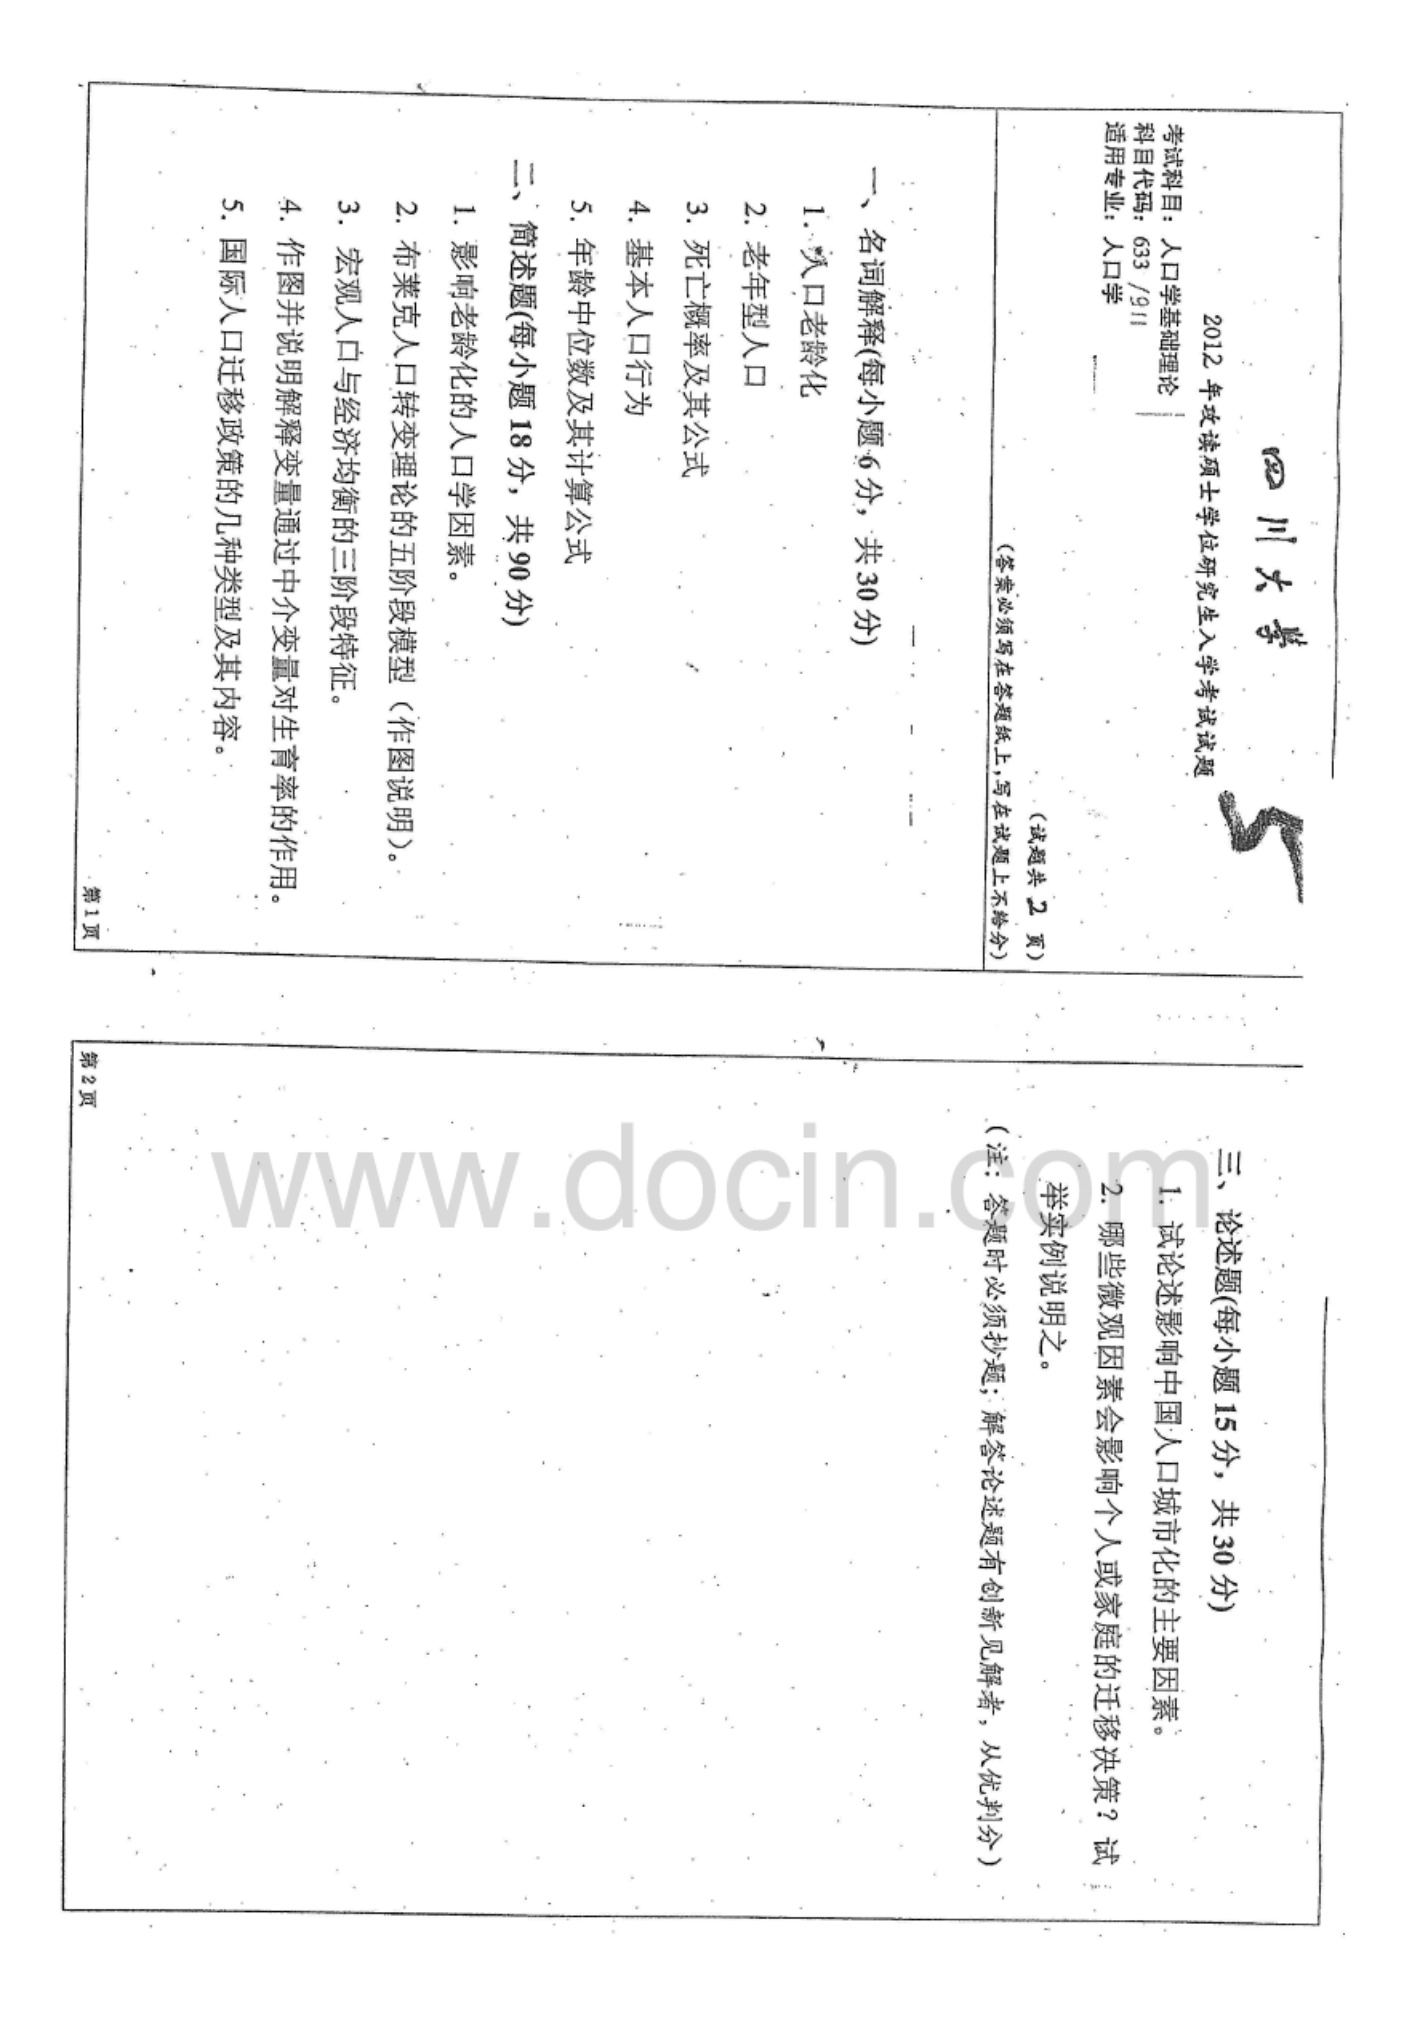 四川大学
2012 年攻读硕士学位研究生入学考试试题
考试科目：人口学基础理论
科目代码：633 /911
适用专业：人口学
（试题共 2 页）
（答案必须写在答题纸上，写在试题上不给分）
一、名词解释(每小题 6 分，共 30 分)
1. 人口老龄化
2. 老年型人口
3. 死亡概率及其公式
4. 基本人口行为
5. 年龄中位数及其计算公式
二、简述题(每小题 18 分，共 90 分)
1. 影响老龄化的人口学因素。
2. 布莱克人口转变理论的五阶段模型（作图说明）。
3. 宏观人口与经济均衡的三阶段特征。
4. 作图并说明解释变量通过中介变量对生育率的作用。
5. 国际人口迁移政策的几种类型及其内容。
第 1 页
三、论述题(每小题 15 分，共 30 分)
1. 试论述影响中国人口城市化的主要因素。
2. 哪些微观因素会影响个人或家庭的迁移决策？试
举实例说明之。
（注：答题时必须抄题；解答论述题有创新见解者，从优判分）
第 2 页
www.docin.com